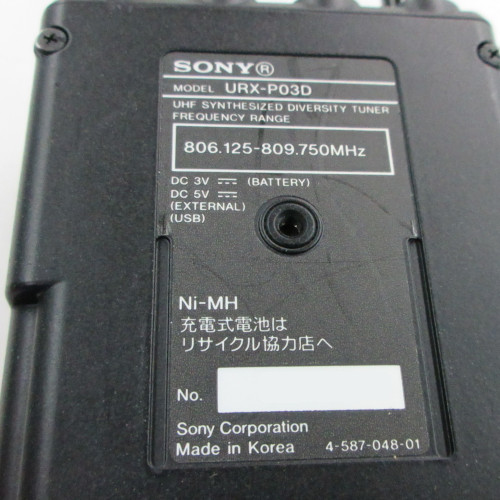 SONY®
MODEL URX-P03D
UHF SYNTHESIZED DIVERSITY TUNER
FREQUENCY RANGE
806.125-809.750MHz
DC 3V ⎓ (BATTERY)
DC 5V ⎓
(EXTERNAL)
(USB)
Ni-MH
充電式電池は
リサイクル協力店へ
No.
Sony Corporation
Made in Korea 4-587-048-01